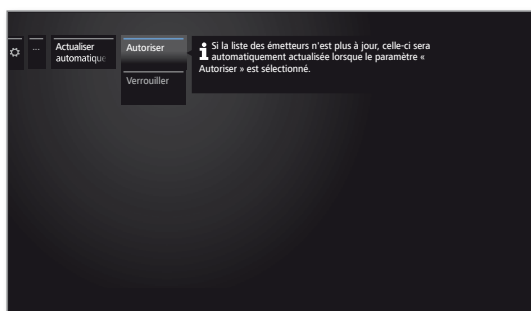 ...
Actualiser
automatique
Autoriser
Verrouiller
i Si la liste des émetteurs n'est plus à jour, celle-ci sera
automatiquement actualisée lorsque le paramètre «
Autoriser » est sélectionné.